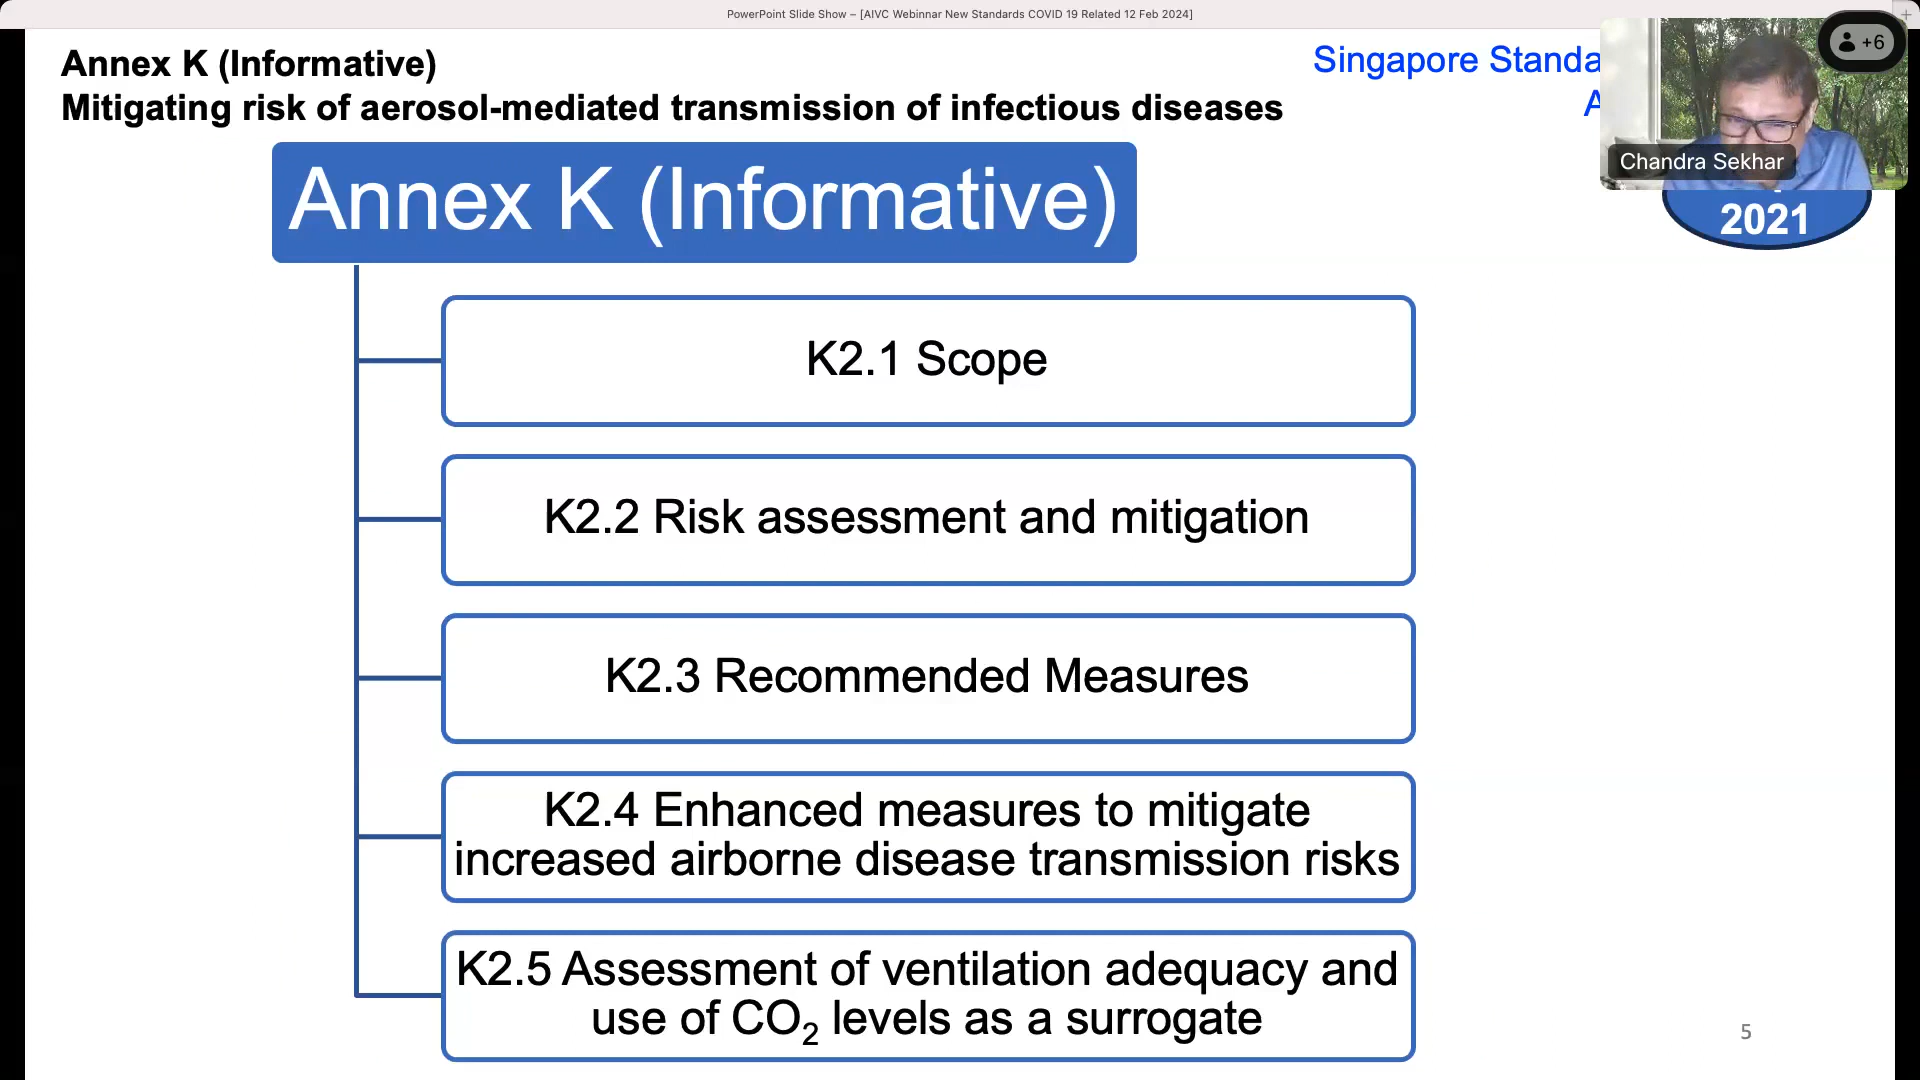 PowerPoint Slide Show – [AIVC Webinnar New Standards COVID 19 Related 12 Feb 2024]
Annex K (Informative)
Mitigating risk of aerosol-mediated transmission of infectious diseases
Singapore
+6
Chandra Sekhar
2021
Annex K (Informative)
K2.1 Scope
K2.2 Risk assessment and mitigation
K2.3 Recommended Measures
K2.4 Enhanced measures to mitigate
increased airborne disease transmission risks
K2.5 Assessment of ventilation adequacy and
use of CO₂ levels as a surrogate
5